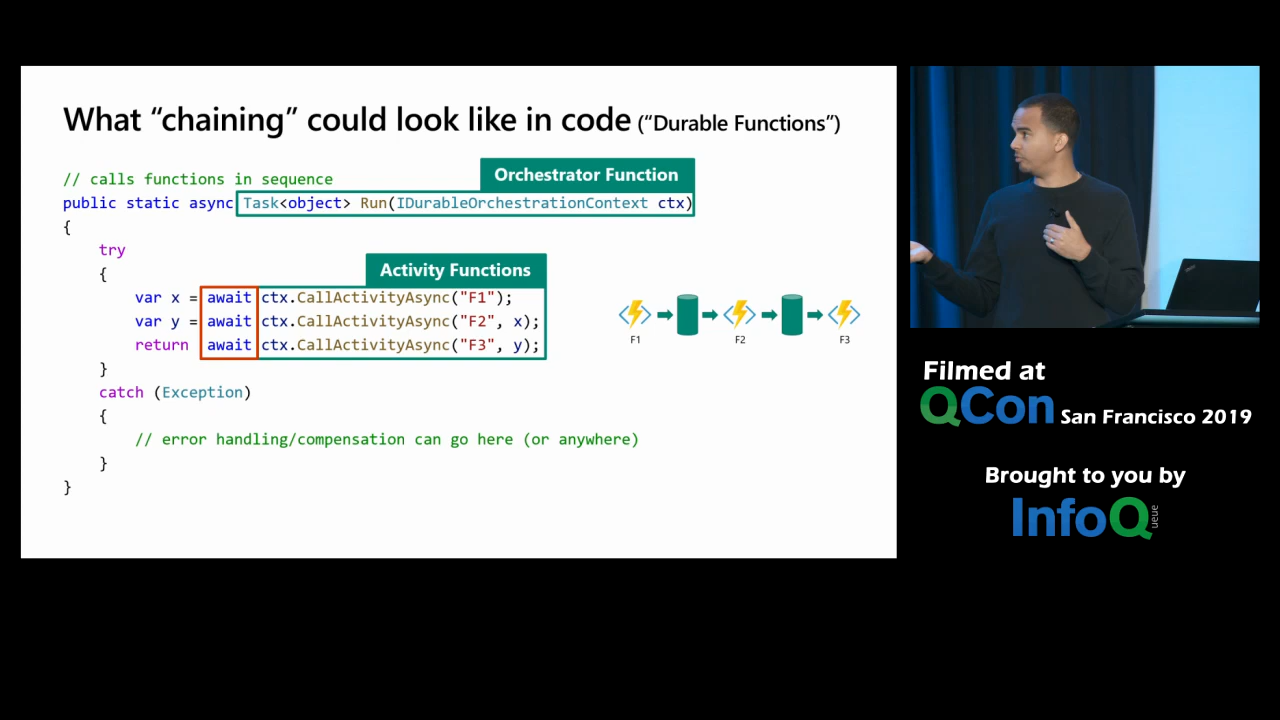 What “chaining” could look like in code (“Durable Functions”)
Orchestrator Function
// calls functions in sequence
public static async Task<object> Run(IDurableOrchestrationContext ctx)
{
try
{
Activity Functions
var x = await ctx.CallActivityAsync("F1");
var y = await ctx.CallActivityAsync("F2", x);
return await ctx.CallActivityAsync("F3", y);
}
catch (Exception)
{
// error handling/compensation can go here (or anywhere)
}
}
F1
F2
F3
Filmed at
QCon San Francisco 2019
Brought to you by
InfoQ
ueue